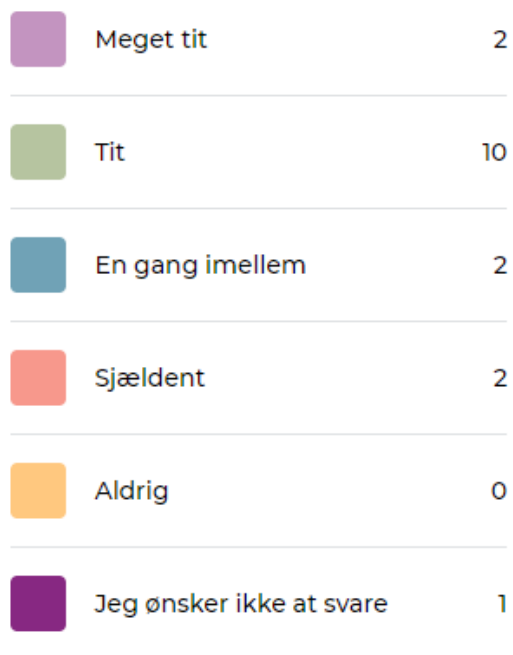 Meget tit 2
Tit 10
En gang imellem 2
Sjældent 2
Aldrig 0
Jeg ønsker ikke at svare 1